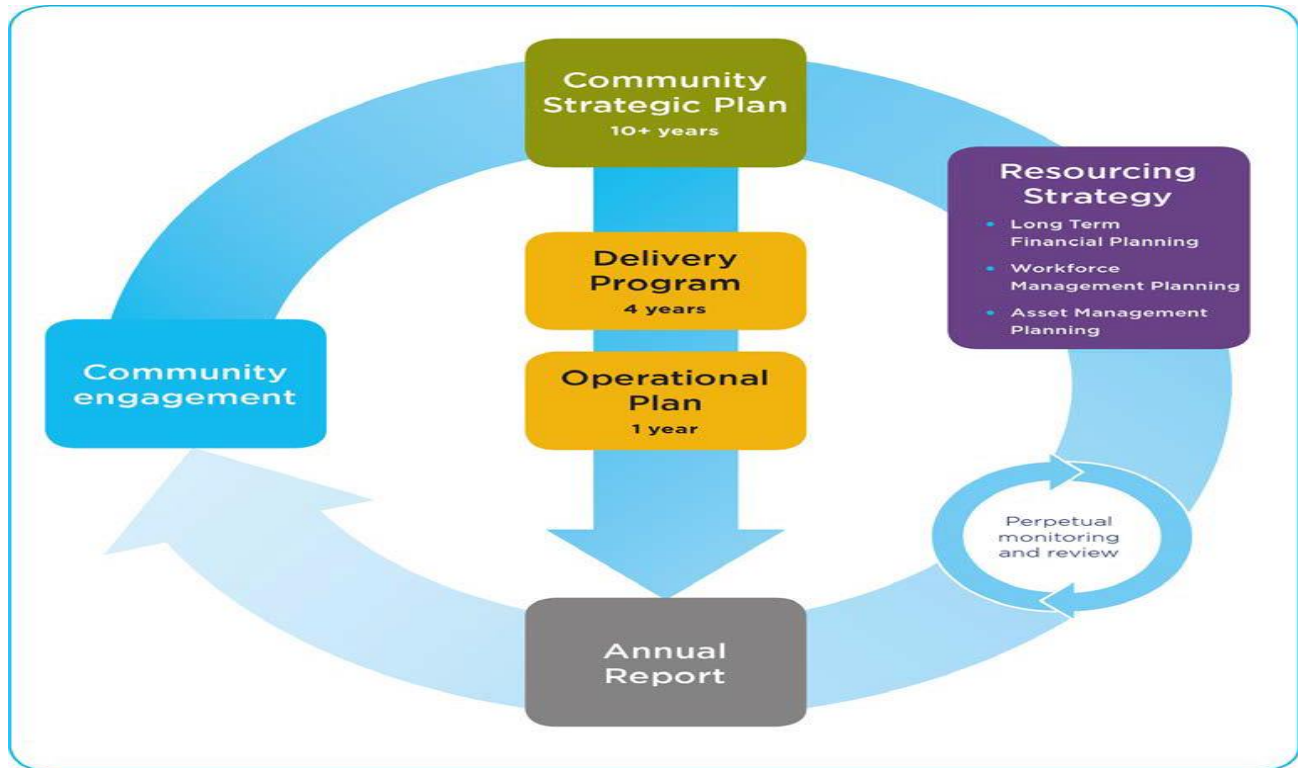 Community
Strategic Plan
10+ years
Resourcing
Strategy
• Long Term
Financial Planning
• Workforce
Management Planning
• Asset Management
Planning
Delivery
Program
4 years
Community
engagement
Operational
Plan
1 year
Perpetual
monitoring
and review
Annual
Report